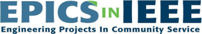 EPICS IN IEEE
Engineering Projects In Community Service